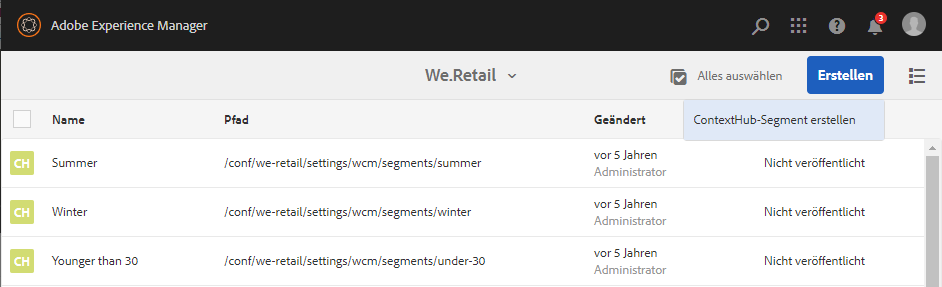 Adobe Experience Manager
3
We.Retail
Alles auswählen
Erstellen
Name Pfad Geändert
ContextHub-Segment erstellen
CH Summer /conf/we-retail/settings/wcm/segments/summer vor 5 Jahren Nicht veröffentlicht
Administrator
CH Winter /conf/we-retail/settings/wcm/segments/winter vor 5 Jahren Nicht veröffentlicht
Administrator
CH Younger than 30 /conf/we-retail/settings/wcm/segments/under-30 vor 5 Jahren Nicht veröffentlicht
Administrator